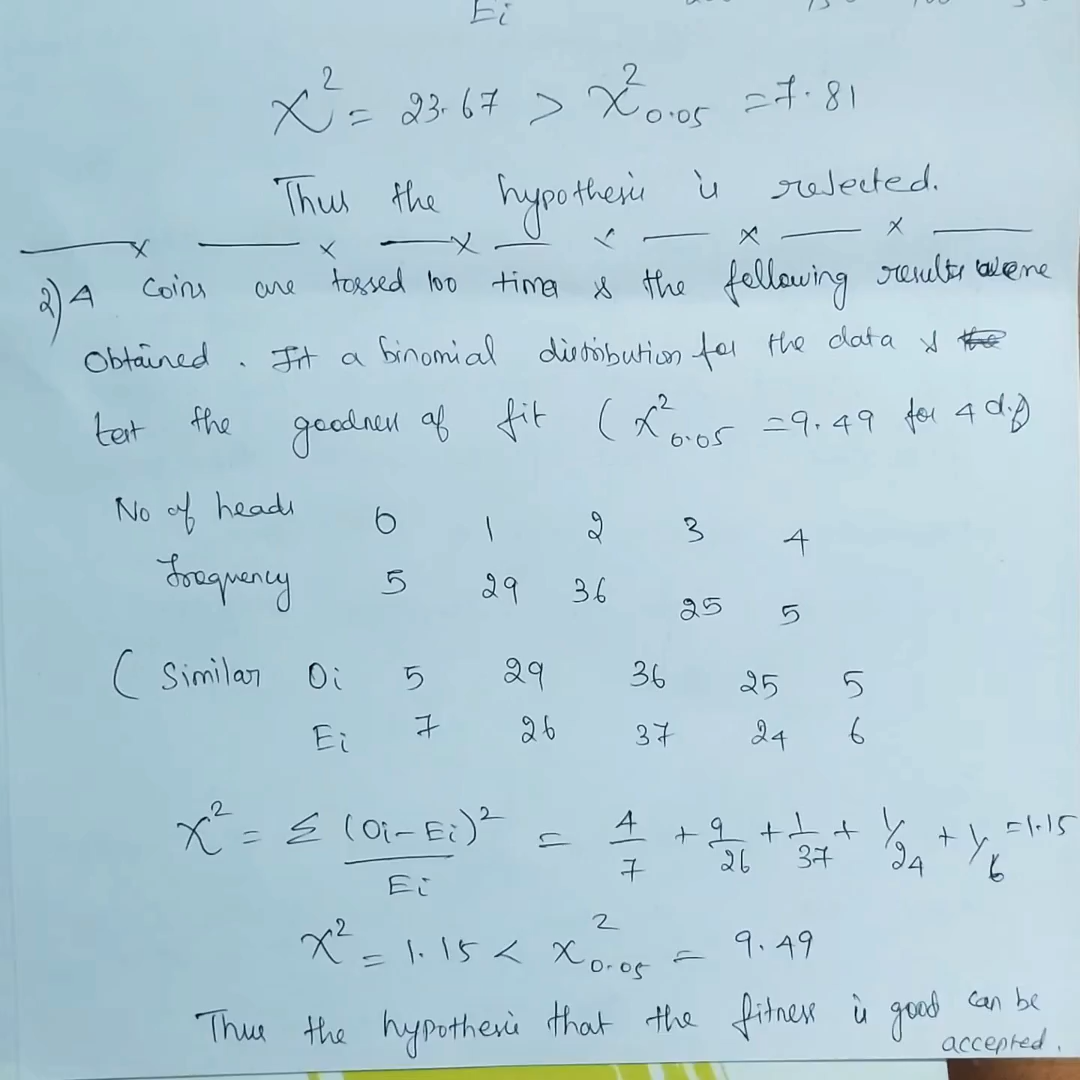 Ei
χ² = 23.67 > χ²0.05 = 7.81
Thus the hypothesis is rejected.
2) 4 coins are tossed 100 times & the following results were
obtained. Fit a binomial distribution for the data & the
test the goodness of fit (χ²0.05 = 9.49 for 4 d.f)
No of heads 0 1 2 3 4
Frequency 5 29 36 25 5
(Similar Oi 5 29 36 25 5
Ei 7 26 37 24 6
χ² = Σ (Oi-Ei)²/Ei = 4/7 + 9/26 + 1/37 + 1/24 + 1/6 = 1.15
χ² = 1.15 < χ²0.05 = 9.49
Thus the hypothesis that the fitness is good can be
accepted.